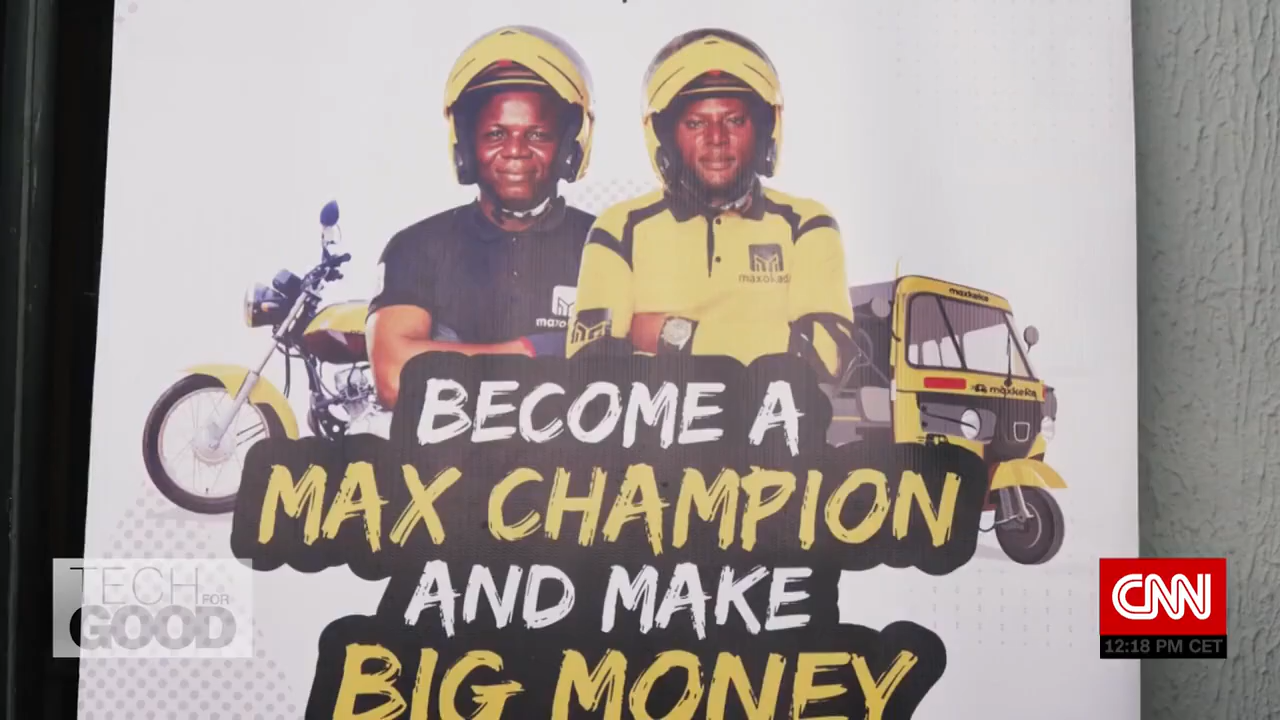 maxokada
maxkeke
maxkeke
BECOME A
MAX CHAMPION
AND MAKE
BIG MONEY
TECH
FOR
GOOD
CNN
12:18 PM CET